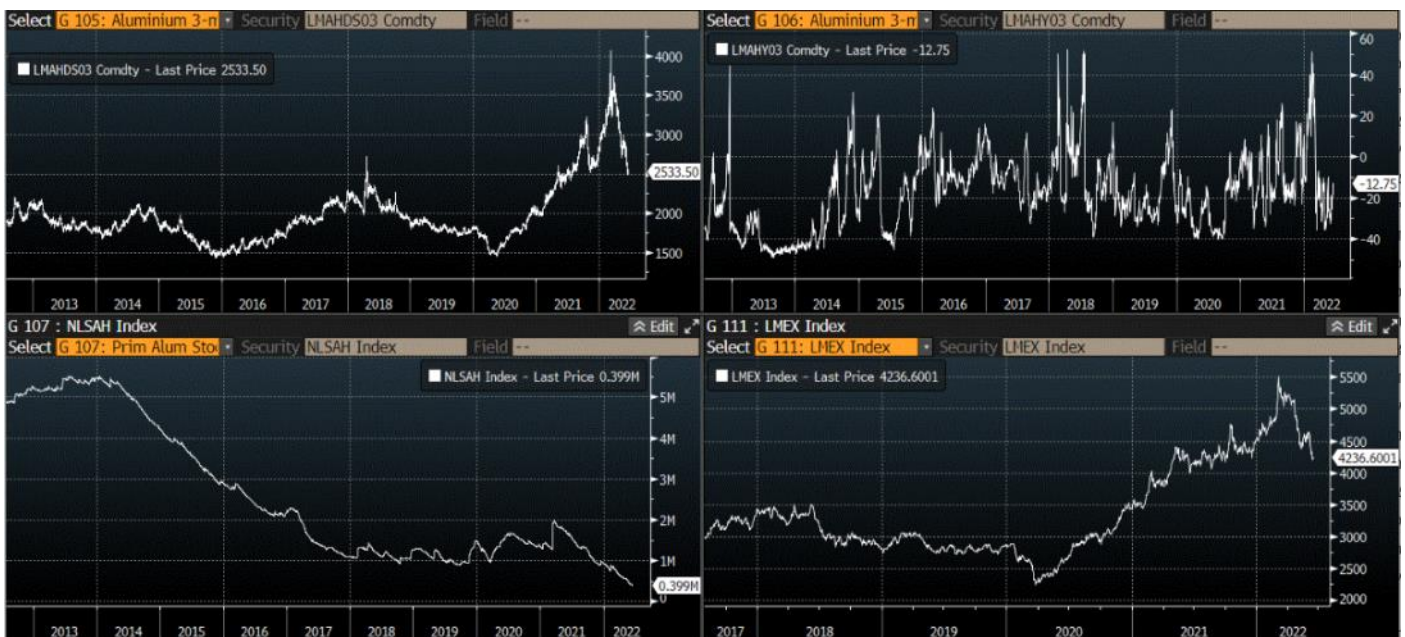 Select G 105: Aluminium 3-m Security LMAHDS03 Comdty Field --
LMAHDS03 Comdty - Last Price 2533.50
4000
3500
3000
2533.50
2000
1500
2013 2014 2015 2016 2017 2018 2019 2020 2021 2022
Select G 106: Aluminium 3-m Security LMAHY03 Comdty Field --
LMAHY03 Comdty - Last Price -12.75
60
40
20
0
-12.75
-20
-40
2013 2014 2015 2016 2017 2018 2019 2020 2021 2022
G 107 : NLSAH Index Edit
Select G 107: Prim Alum Sto Security NLSAH Index Field --
NLSAH Index - Last Price 0.399M
5M
4M
3M
2M
1M
0.399M
0
2013 2014 2015 2016 2017 2018 2019 2020 2021 2022
G 111 : LMEX Index Edit
Select G 111: LMEX Index Security LMEX Index Field --
LMEX Index - Last Price 4236.6001
5500
5000
4500
4236.6001
4000
3500
3000
2500
2000
2017 2018 2019 2020 2021 2022